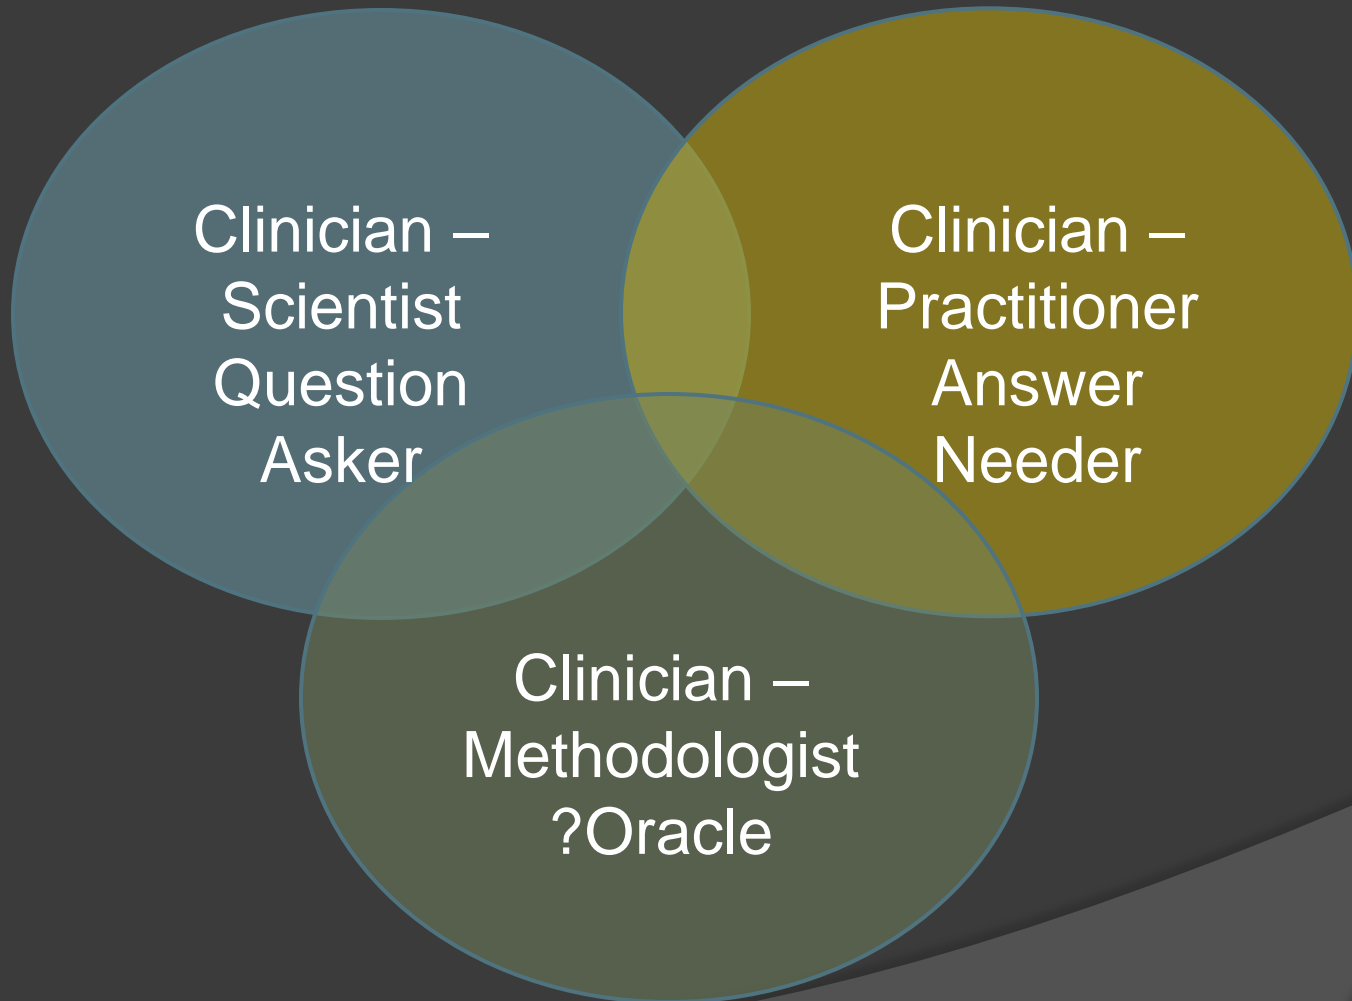 Clinician –
Scientist
Question
Asker
Clinician –
Practitioner
Answer
Needer
Clinician –
Methodologist
?Oracle